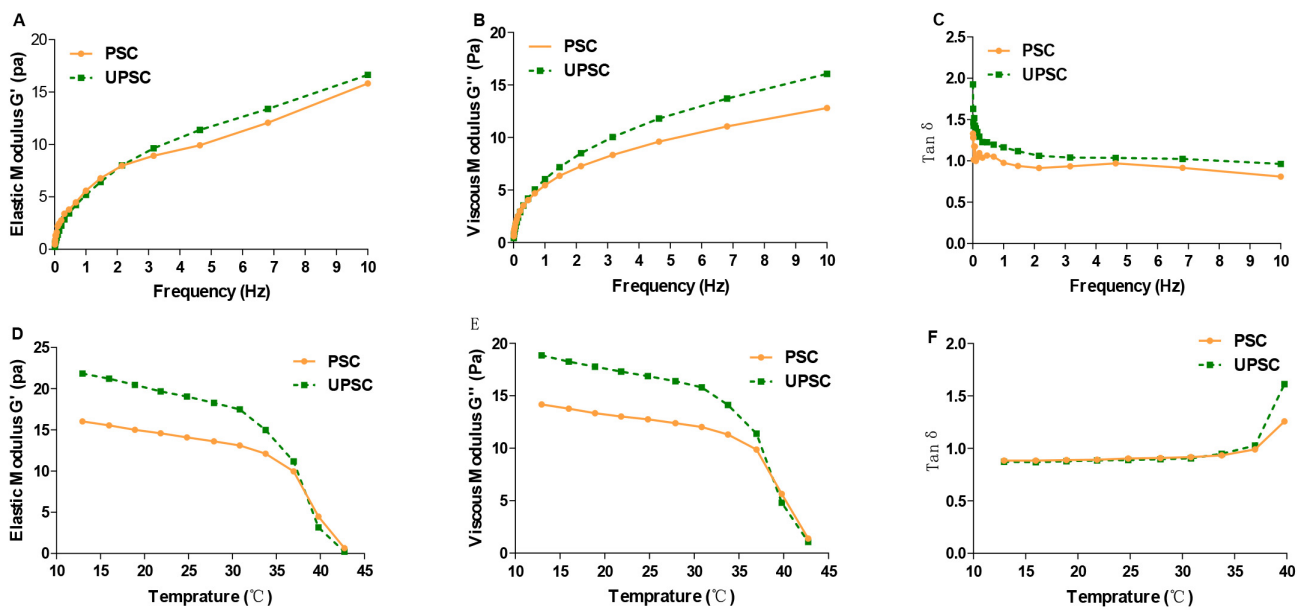 A
Elastic Modulus G' (pa)
20
15
10
5
0
PSC
UPSC
0 1 2 3 4 5 6 7 8 9 10
Frequency (Hz)
B
Viscous Modulus G'' (Pa)
20
15
10
5
0
PSC
UPSC
0 1 2 3 4 5 6 7 8 9 10
Frequency (Hz)
C
Tan δ
2.5
2.0
1.5
1.0
0.5
0.0
PSC
UPSC
0 1 2 3 4 5 6 7 8 9 10
Frequency (Hz)
D
Elastic Modulus G' (pa)
25
20
15
10
5
0
PSC
UPSC
10 15 20 25 30 35 40 45
Temprature (℃)
E
Viscous Modulus G'' (Pa)
20
15
10
5
0
PSC
UPSC
10 15 20 25 30 35 40 45
Temprature (℃)
F
Tan δ
2.0
1.5
1.0
0.5
0.0
PSC
UPSC
10 15 20 25 30 35 40
Temprature (℃)